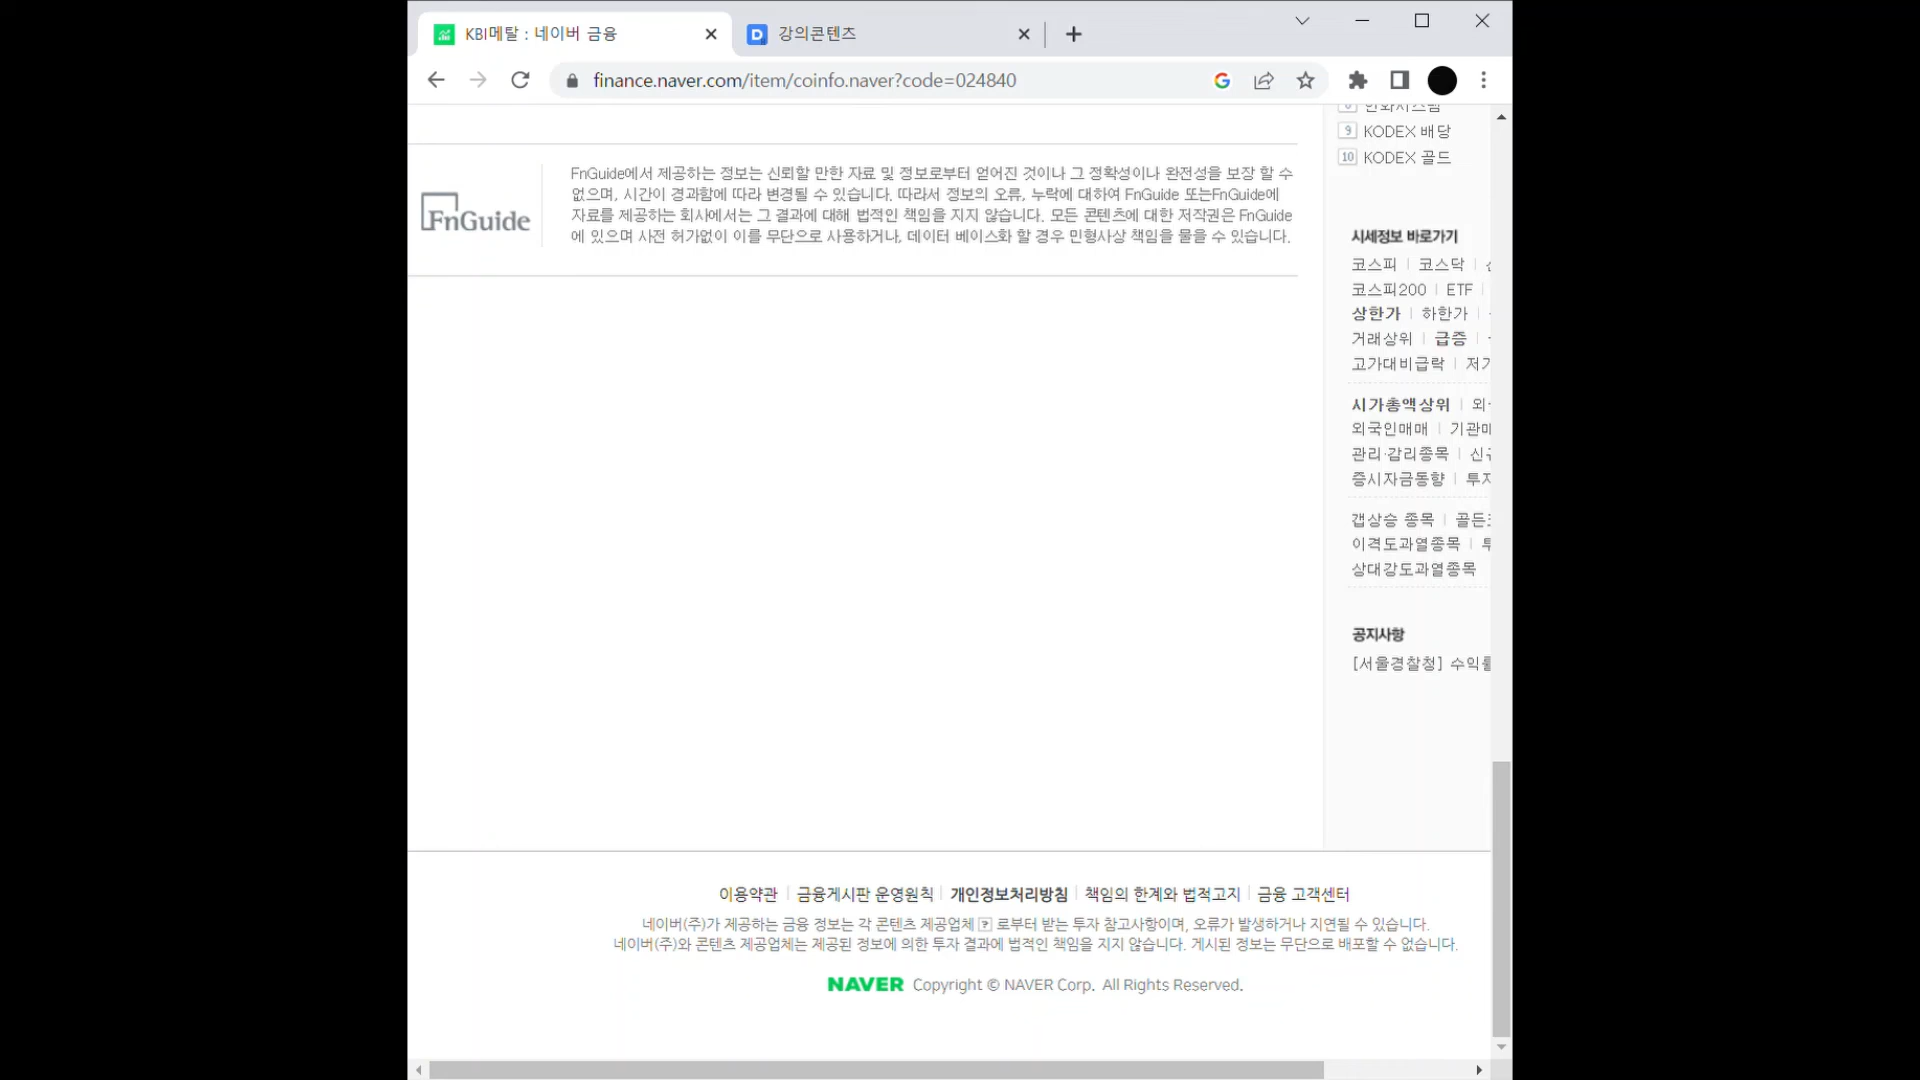 KBI메탈 : 네이버 금융
강의콘텐츠
finance.naver.com/item/coinfo.naver?code=024840
9 KODEX 배당
10 KODEX 골드
FnGuide
FnGuide에서 제공하는 정보는 신뢰할 만한 자료 및 정보로부터 얻어진 것이나 그 정확성이나 완전성을 보장 할 수
없으며, 시간이 경과함에 따라 변경될 수 있습니다. 따라서 정보의 오류, 누락에 대하여 FnGuide 또는FnGuide에
자료를 제공하는 회사에서는 그 결과에 대해 법적인 책임을 지지 않습니다. 모든 콘텐츠에 대한 저작권은 FnGuide
에 있으며 사전 허가없이 이를 무단으로 사용하거나, 데이터 베이스화 할 경우 민형사상 책임을 물을 수 있습니다.
시세정보 바로가기
코스피 | 코스닥 |
코스피200 | ETF
상한가 | 하한가 |
거래상위 | 급증 |
고가대비급락 |
시가총액상위 |
외국인매매 |
관리·감리종목 |
증시자금동향 |
갭상승 종목 |
이격도과열종목 |
상대강도과열종목
공지사항
[서울경찰청]
이용약관 | 금융게시판 운영원칙 | 개인정보처리방침 | 책임의 한계와 법적고지 | 금융 고객센터
네이버(주)가 제공하는 금융 정보는 각 콘텐츠 제공업체 ? 로부터 받는 투자 참고사항이며, 오류가 발생하거나 지연될 수 있습니다.
네이버(주)와 콘텐츠 제공업체는 제공된 정보에 의한 투자 결과에 법적인 책임을 지지 않습니다. 게시된 정보는 무단으로 배포할 수 없습니다.
NAVER Copyright © NAVER Corp. All Rights Reserved.